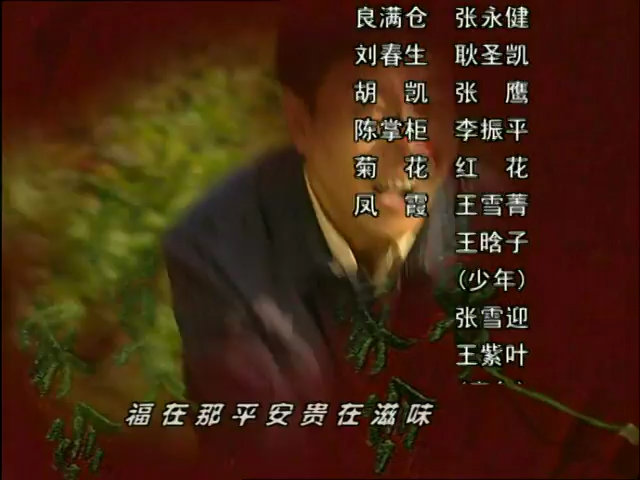 良满仓 张永健
刘春生 耿圣凯
胡凯 张鹰
陈掌柜 李振平
菊花 红花
凤霞 王雪菁
王晗子
(少年)
张雪迎
王紫叶
福在那平安贵在滋味